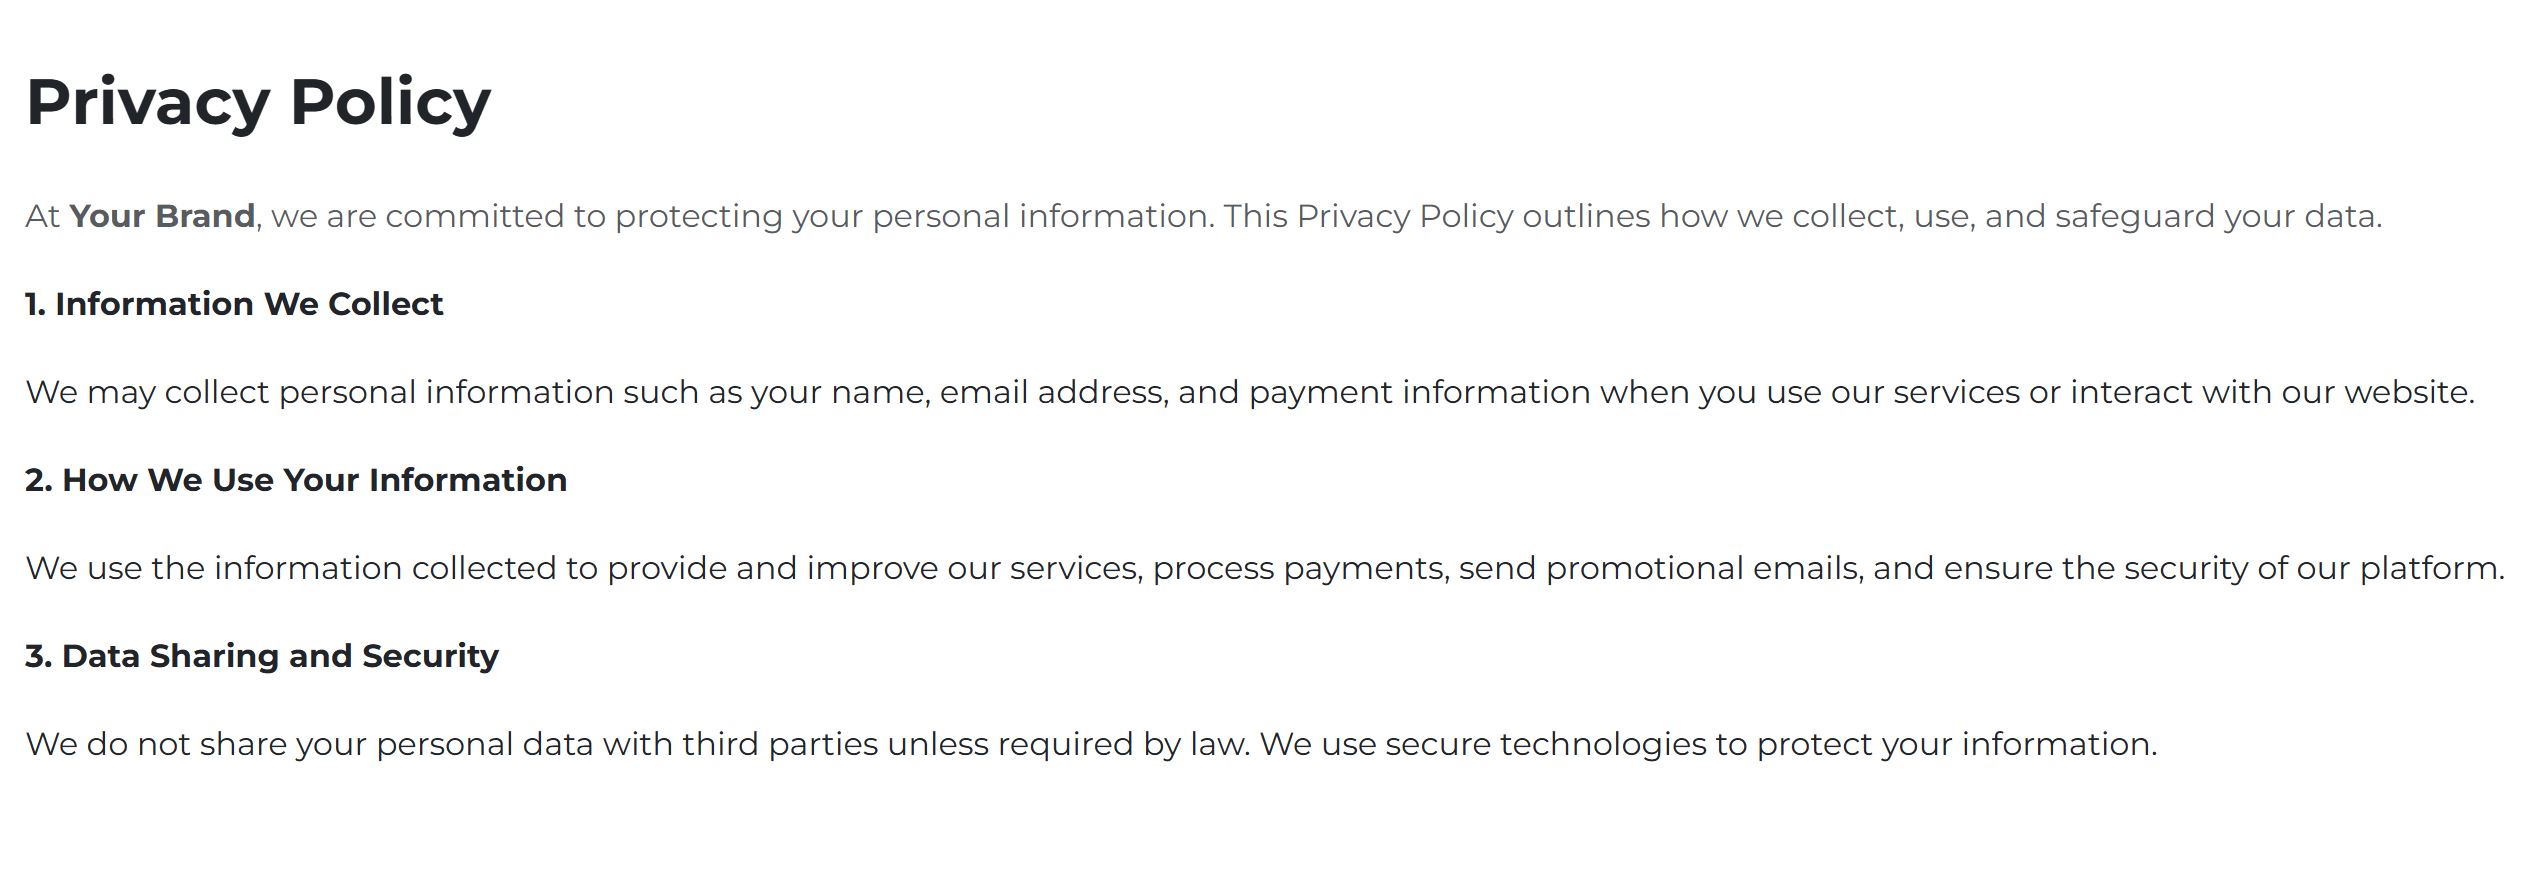 Privacy Policy
At Your Brand, we are committed to protecting your personal information. This Privacy Policy outlines how we collect, use, and safeguard your data.
1. Information We Collect
We may collect personal information such as your name, email address, and payment information when you use our services or interact with our website.
2. How We Use Your Information
We use the information collected to provide and improve our services, process payments, send promotional emails, and ensure the security of our platform.
3. Data Sharing and Security
We do not share your personal data with third parties unless required by law. We use secure technologies to protect your information.